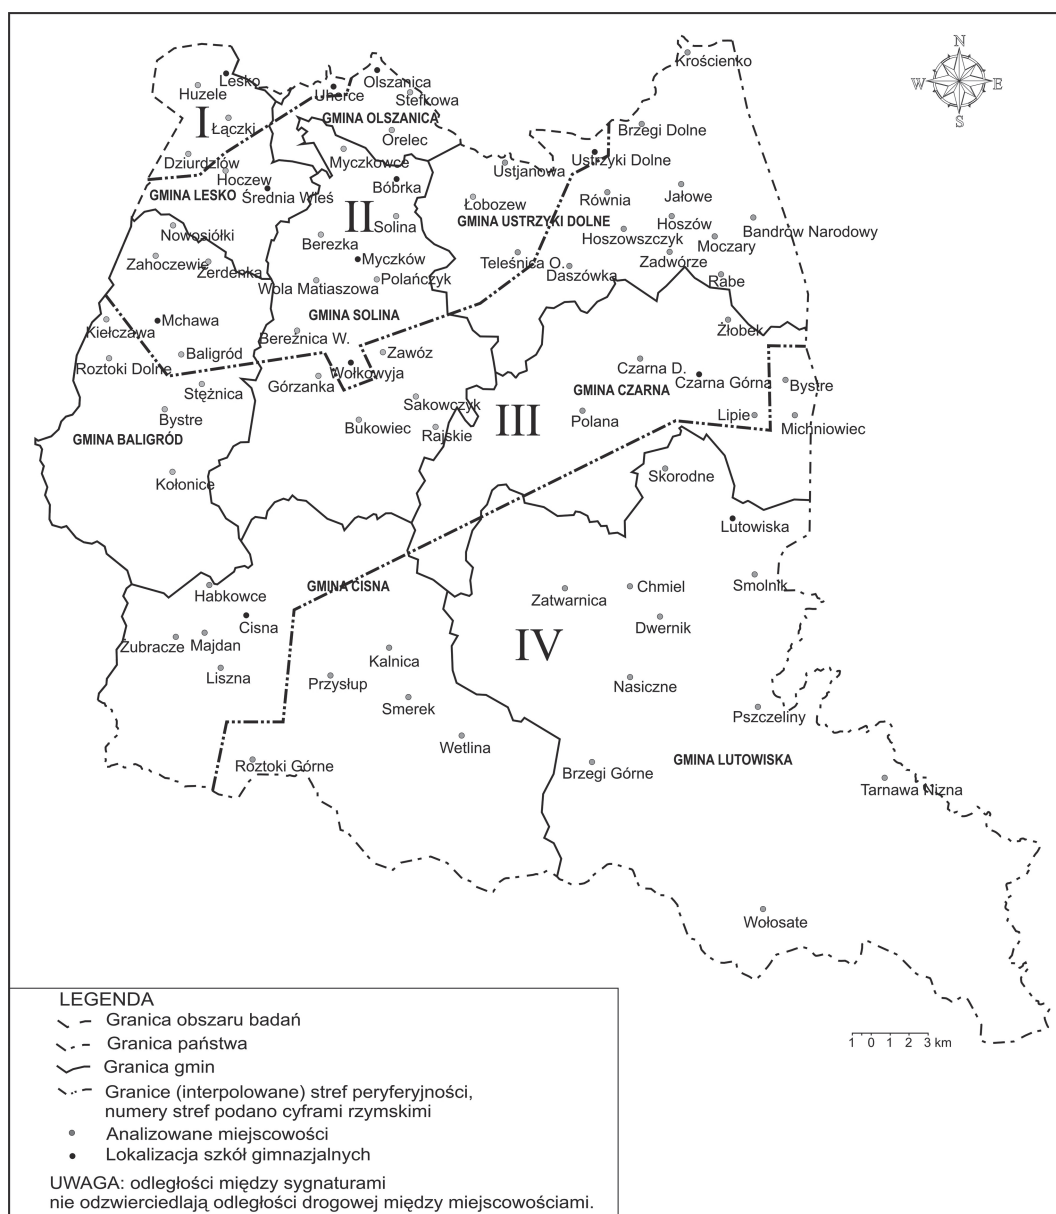 Krościenko
N
W
E
S
Lesko
Huzele
Olszanica
Uherce
Stefkowa
I
Łączki
GMINA OLSZANICA
Orelec
Brzegi Dolne
Dziurdziów
Myczkowce
Ustrzyki Dolne
Ustjanowa
Hoczew
GMINA LESKO
Średnia Wieś
Bóbrka
Łobozew
Równia
Jałowe
II
Solina
GMINA USTRZYKI DOLNE
Hoszów
Bandrów Narodowy
Nowosiółki
Berezka
Hoszowszczyk
Moczary
Zahoczewie
Żerdenka
Myczków
Teleśnica O.
Zadwórze
Daszówka
Rabe
Wola Matiaszowa
Polańczyk
GMINA SOLINA
Mchawa
Kiełczawa
Bereźnica W.
Żłobek
Baligród
Zawóz
Roztoki Dolne
Wołkowyja
Górzanka
Czarna D.
Czarna Górna
Bystre
Stężnica
GMINA CZARNA
Sakowczyk
Bystre
Bukowiec
Rajskie
III
Polana
Lipie
Michniowiec
GMINA BALIGRÓD
Kołonice
Skorodne
Lutowiska
GMINA CISNA
Habkowce
Zatwarnica
Chmiel
Smolnik
Cisna
Dwernik
Żubracze
Majdan
IV
Kalnica
Liszna
Przysłup
Nasiczne
Smerek
Pszczeliny
Wetlina
Roztoki Górne
Brzegi Górne
GMINA LUTOWISKA
Tarnawa Niżna
Wołosate
LEGENDA
Granica obszaru badań
Granica państwa
Granica gmin
Granice (interpolowane) stref peryferyjności,
numery stref podano cyframi rzymskimi
Analizowane miejscowości
Lokalizacja szkół gimnazjalnych
UWAGA: odległości między sygnaturami
nie odzwierciedlają odległości drogowej między miejscowościami.
1 0 1 2 3 km